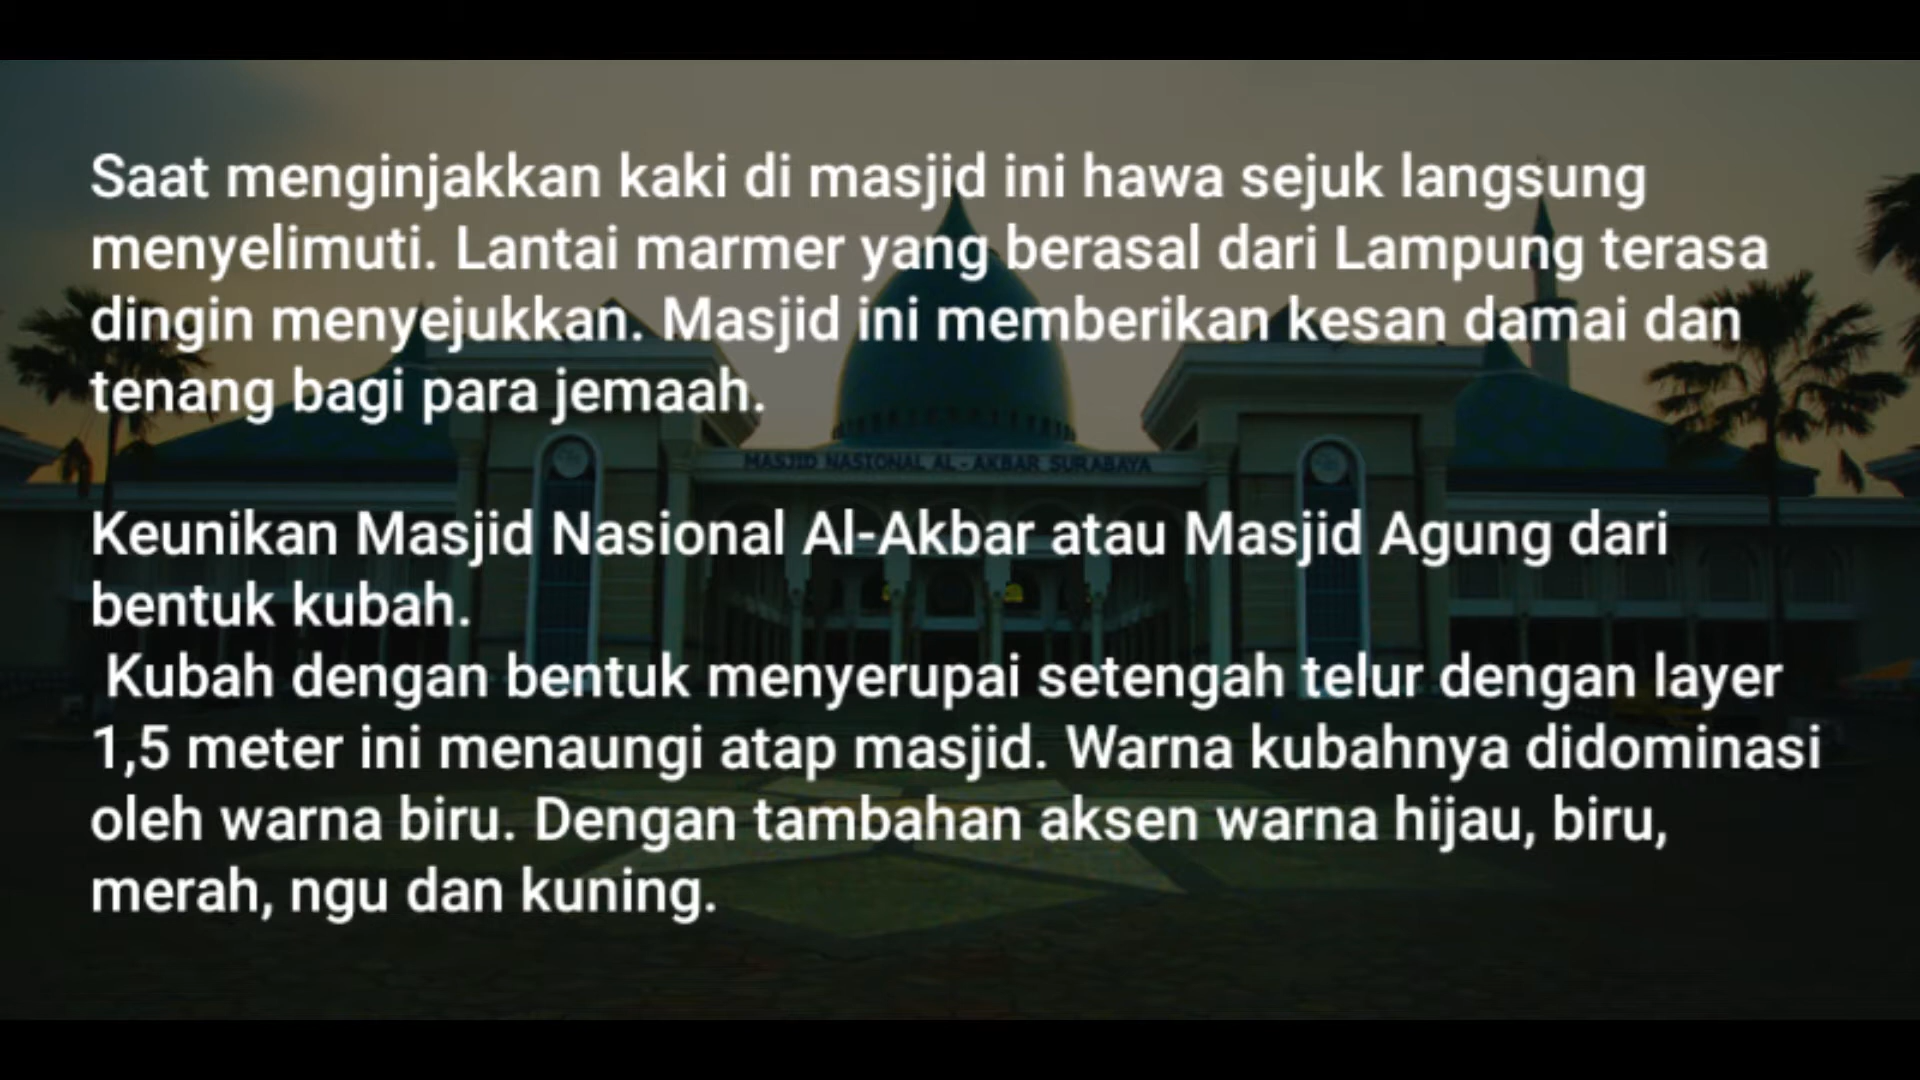 Saat menginjakkan kaki di masjid ini hawa sejuk langsung
menyelimuti. Lantai marmer yang berasal dari Lampung terasa
dingin menyejukkan. Masjid ini memberikan kesan damai dan
tenang bagi para jemaah.
MASJID NASIONAL AL-AKBAR SURABAYA
Keunikan Masjid Nasional Al-Akbar atau Masjid Agung dari
bentuk kubah.
Kubah dengan bentuk menyerupai setengah telur dengan layer
1,5 meter ini menaungi atap masjid. Warna kubahnya didominasi
oleh warna biru. Dengan tambahan aksen warna hijau, biru,
merah, ngu dan kuning.